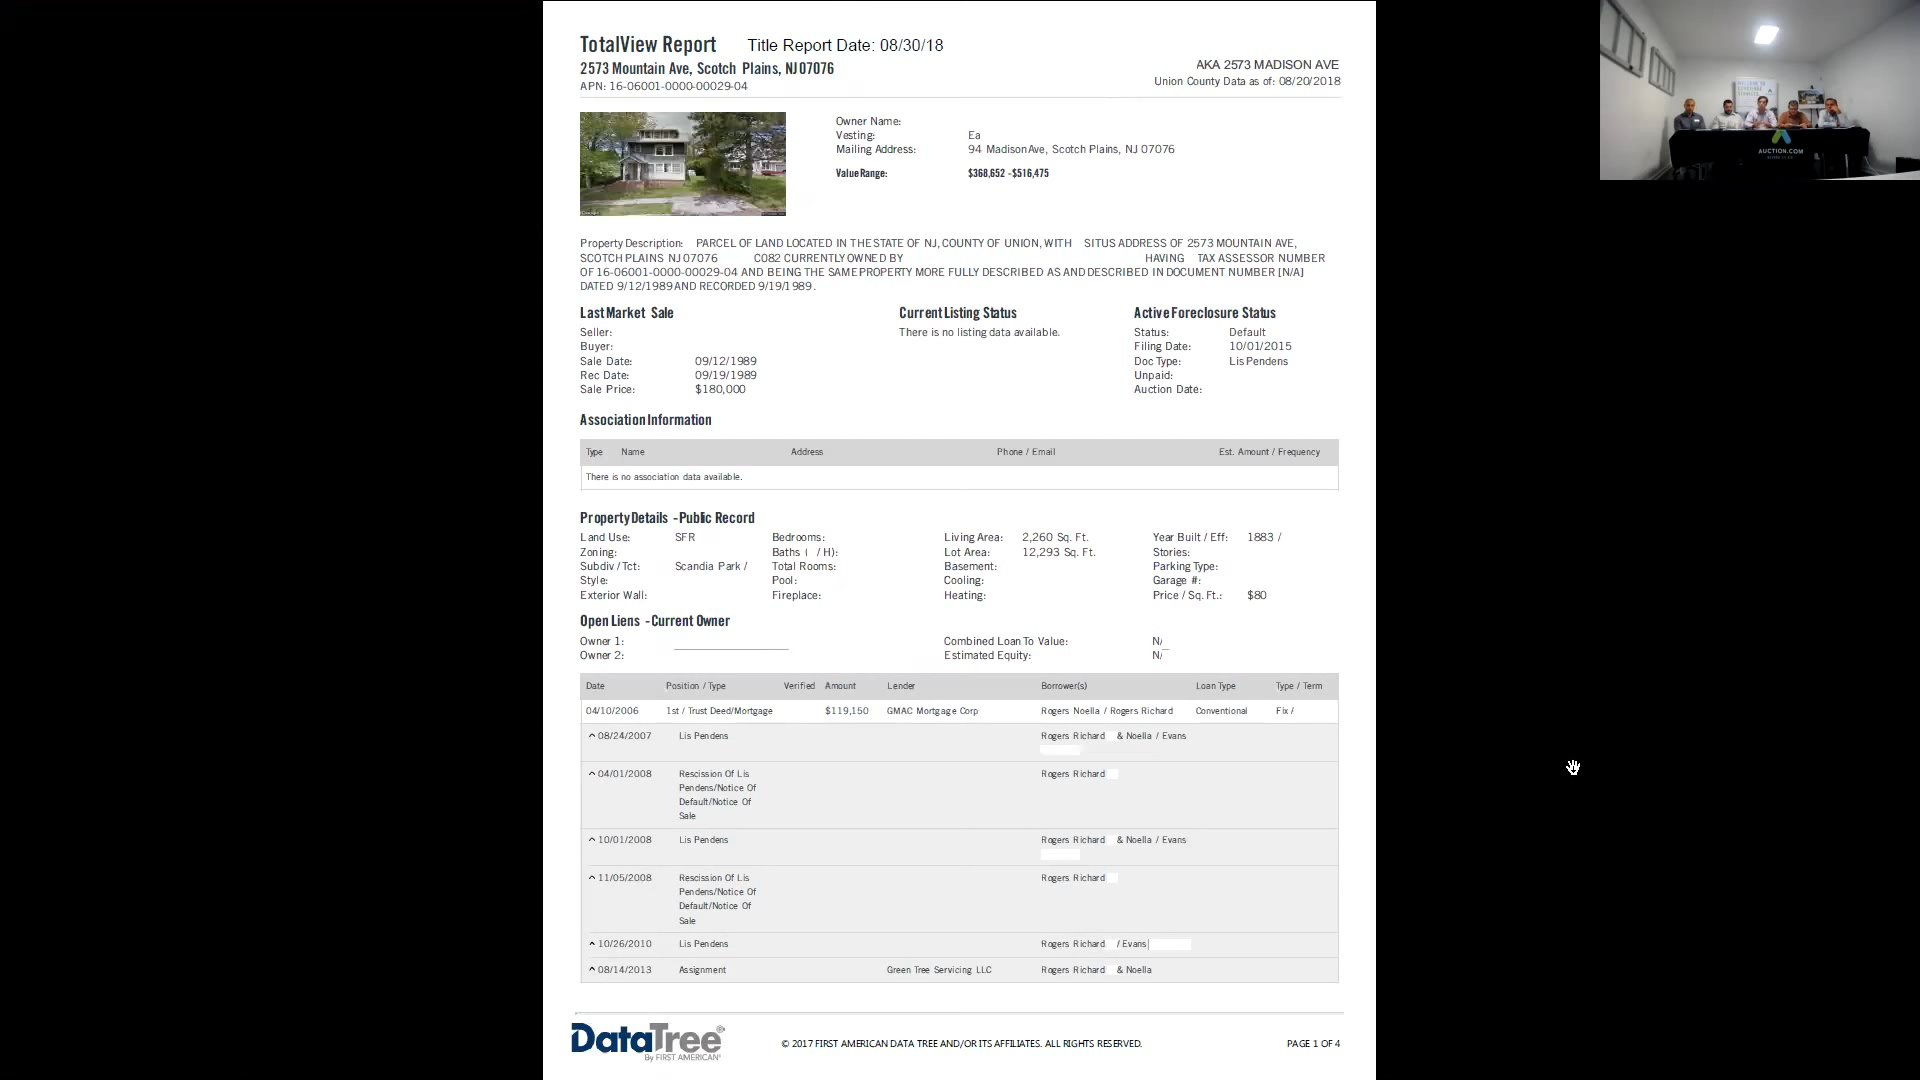 TotalView Report Title Report Date: 08/30/18
2573 Mountain Ave, Scotch Plains, NJ 07076 AKA 2573 MADISON AVE
APN: 16-06001-0000-00029-04 Union County Data as of: 08/20/2018
Owner Name:
Vesting: Ea
Mailing Address: 94 Madison Ave, Scotch Plains, NJ 07076
Value Range: $368,652 - $516,475
Property Description: PARCEL OF LAND LOCATED IN THE STATE OF NJ, COUNTY OF UNION, WITH SITUS ADDRESS OF 2573 MOUNTAIN AVE,
SCOTCH PLAINS NJ 07076 C082 CURRENTLY OWNED BY HAVING TAX ASSESSOR NUMBER
OF 16-06001-0000-00029-04 AND BEING THE SAME PROPERTY MORE FULLY DESCRIBED AS AND DESCRIBED IN DOCUMENT NUMBER [N/A]
DATED 9/12/1989 AND RECORDED 9/19/1989.
Last Market Sale Current Listing Status Active Foreclosure Status
Seller: There is no listing data available. Status: Default
Buyer: Filing Date: 10/01/2015
Sale Date: 09/12/1989 Doc Type: Lis Pendens
Rec Date: 09/19/1989 Unpaid:
Sale Price: $180,000 Auction Date:
Association Information
Type Name Address Phone / Email Est. Amount / Frequency
There is no association data available.
Property Details - Public Record
Land Use: SFR Bedrooms: Living Area: 2,260 Sq. Ft. Year Built / Eff: 1883 /
Zoning: Baths ( / H): Lot Area: 12,293 Sq. Ft. Stories:
Subdiv / Tct: Scandia Park / Total Rooms: Basement: Parking Type:
Style: Pool: Cooling: Garage #:
Exterior Wall: Fireplace: Heating: Price / Sq. Ft.: $80
Open Liens - Current Owner
Owner 1: Combined Loan To Value: N/
Owner 2: Estimated Equity: N/
Date Position / Type Verified Amount Lender Borrower(s) Loan Type Type / Term
04/10/2006 1st / Trust Deed/Mortgage $119,150 GMAC Mortgage Corp Rogers Noella / Rogers Richard Conventional Fix /
08/24/2007 Lis Pendens Rogers Richard & Noella / Evans
04/01/2008 Rescission Of Lis Rogers Richard
Pendens/Notice Of
Default/Notice Of
Sale
10/01/2008 Lis Pendens Rogers Richard & Noella / Evans
11/05/2008 Rescission Of Lis Rogers Richard
Pendens/Notice Of
Default/Notice Of
Sale
10/26/2010 Lis Pendens Rogers Richard / Evans
08/14/2013 Assignment Green Tree Servicing LLC Rogers Richard & Noella
DataTree®
By FIRST AMERICAN®
© 2017 FIRST AMERICAN DATA TREE AND/OR ITS AFFILIATES. ALL RIGHTS RESERVED. PAGE 1 OF 4
AUCTION.COM